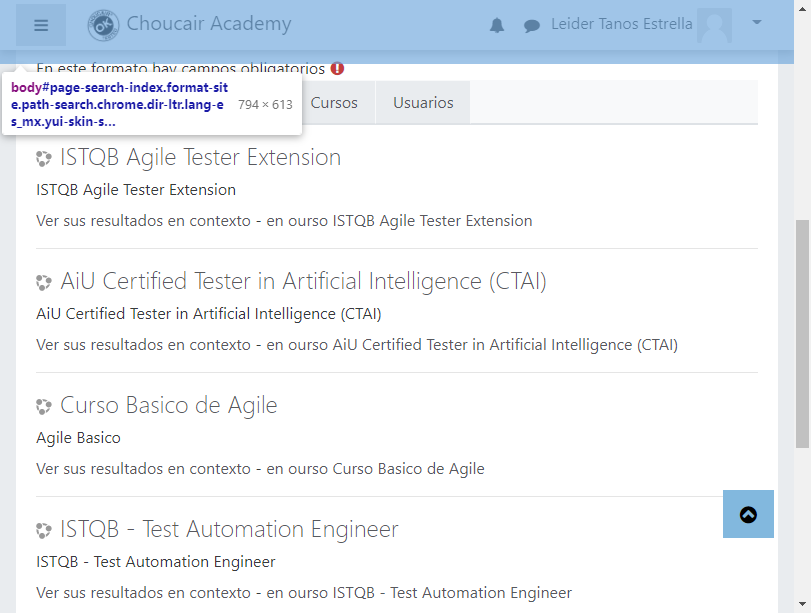 Choucair Academy
Leider Tanos Estrella
En este formato hay campos obligatorios
body#page-search-index.format-sit
e.path-search.chrome.dir-ltr.lang-e
s_mx.yui-skin-s...
794 × 613
Cursos
Usuarios
ISTQB Agile Tester Extension
ISTQB Agile Tester Extension
Ver sus resultados en contexto - en ourso ISTQB Agile Tester Extension
AiU Certified Tester in Artificial Intelligence (CTAI)
AiU Certified Tester in Artificial Intelligence (CTAI)
Ver sus resultados en contexto - en ourso AiU Certified Tester in Artificial Intelligence (CTAI)
Curso Basico de Agile
Agile Basico
Ver sus resultados en contexto - en ourso Curso Basico de Agile
ISTQB - Test Automation Engineer
ISTQB - Test Automation Engineer
Ver sus resultados en contexto - en ourso ISTQB - Test Automation Engineer